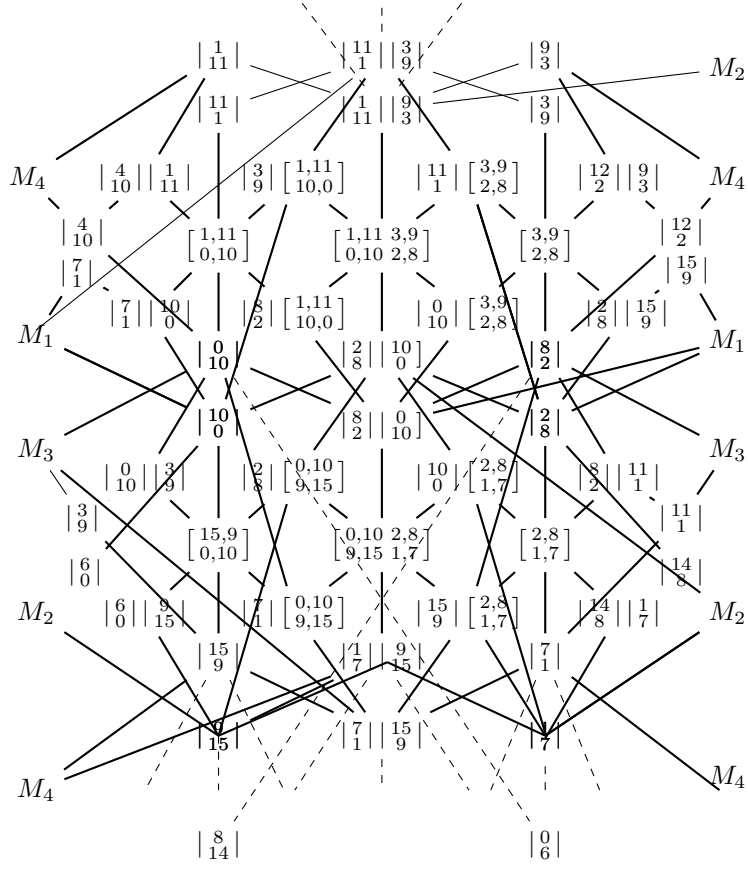 | 1 11 | | 11 1 | | 3 9 | | 9 3 |
M₂
| 11 1 | | 1 11 | | 9 3 | | 3 9 |
M₄ | 4 10 | | 1 11 | | 3 9 | [ 1,11 10,0 ] | 11 1 | [ 3,9 2,8 ] | 12 2 | | 9 3 | M₄
| 4 10 | [ 1,11 0,10 ] [ 1,11 3,9 0,10 2,8 ] [ 3,9 2,8 ] | 12 2 |
| 7 1 | | 15 9 |
| 7 1 | | 10 0 | | 8 2 | [ 1,11 10,0 ] | 0 10 | [ 3,9 2,8 ] | 2 8 | | 15 9 |
M₁ | 0 10 | | 2 8 | | 10 0 | | 8 2 | M₁
| 10 0 | | 8 2 | | 0 10 | | 2 8 |
M₃ M₃
| 0 10 | | 3 9 | | 2 8 | [ 0,10 9,15 ] | 10 0 | [ 2,8 1,7 ] | 8 2 | | 11 1 |
| 3 9 | | 11 1 |
[ 15,9 0,10 ] [ 0,10 2,8 9,15 1,7 ] [ 2,8 1,7 ]
| 6 0 | | 14 8 |
M₂ | 6 0 | | 9 15 | | 7 1 | [ 0,10 9,15 ] | 15 9 | [ 2,8 1,7 ] | 14 8 | | 1 7 | M₂
| 15 9 | | 1 7 | | 9 15 | | 7 1 |
| 9 15 | | 7 1 | | 15 9 | | 1 7 |
M₄ M₄
| 8 14 | | 0 6 |